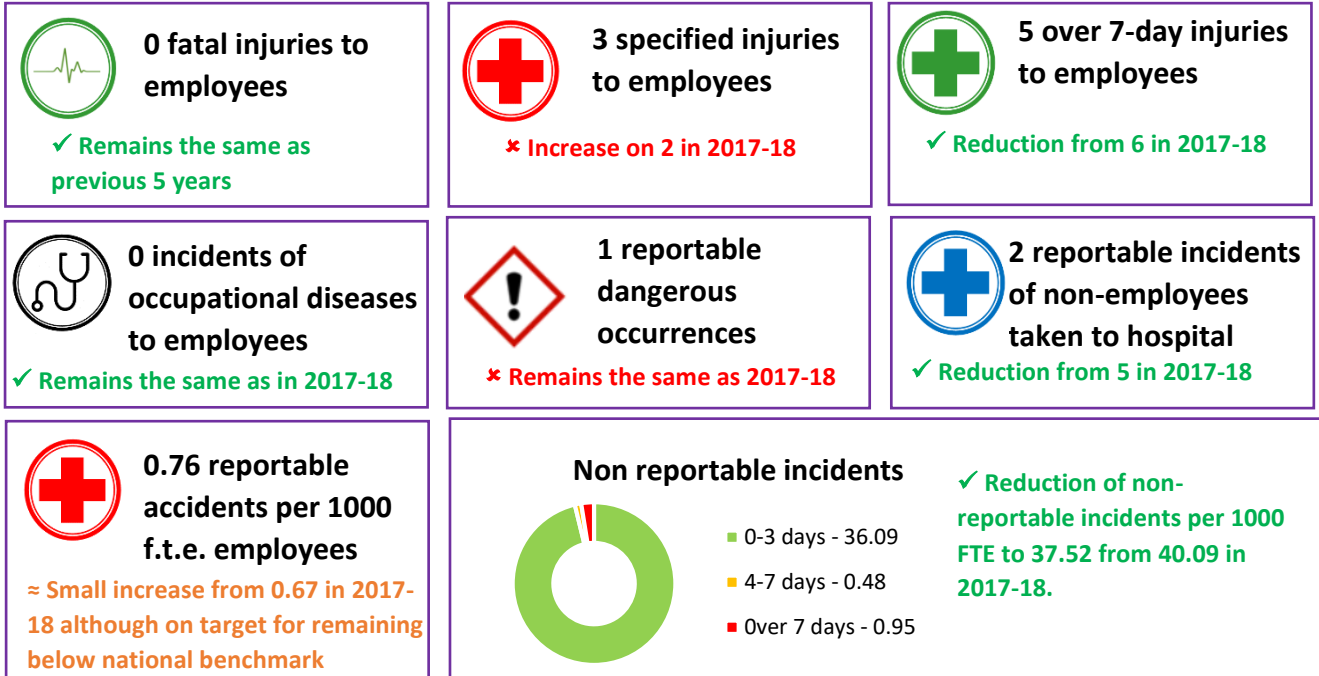 0 fatal injuries to
employees
✓ Remains the same as
previous 5 years
3 specified injuries
to employees
✖ Increase on 2 in 2017-18
5 over 7-day injuries
to employees
✓ Reduction from 6 in 2017-18
0 incidents of
occupational diseases
to employees
✓ Remains the same as in 2017-18
1 reportable
dangerous
occurrences
✖ Remains the same as 2017-18
2 reportable incidents
of non-employees
taken to hospital
✓ Reduction from 5 in 2017-18
0.76 reportable
accidents per 1000
f.t.e. employees
≈ Small increase from 0.67 in 2017-
18 although on target for remaining
below national benchmark
Non reportable incidents
0-3 days - 36.09
4-7 days - 0.48
Over 7 days - 0.95
✓ Reduction of non-
reportable incidents per 1000
FTE to 37.52 from 40.09 in
2017-18.